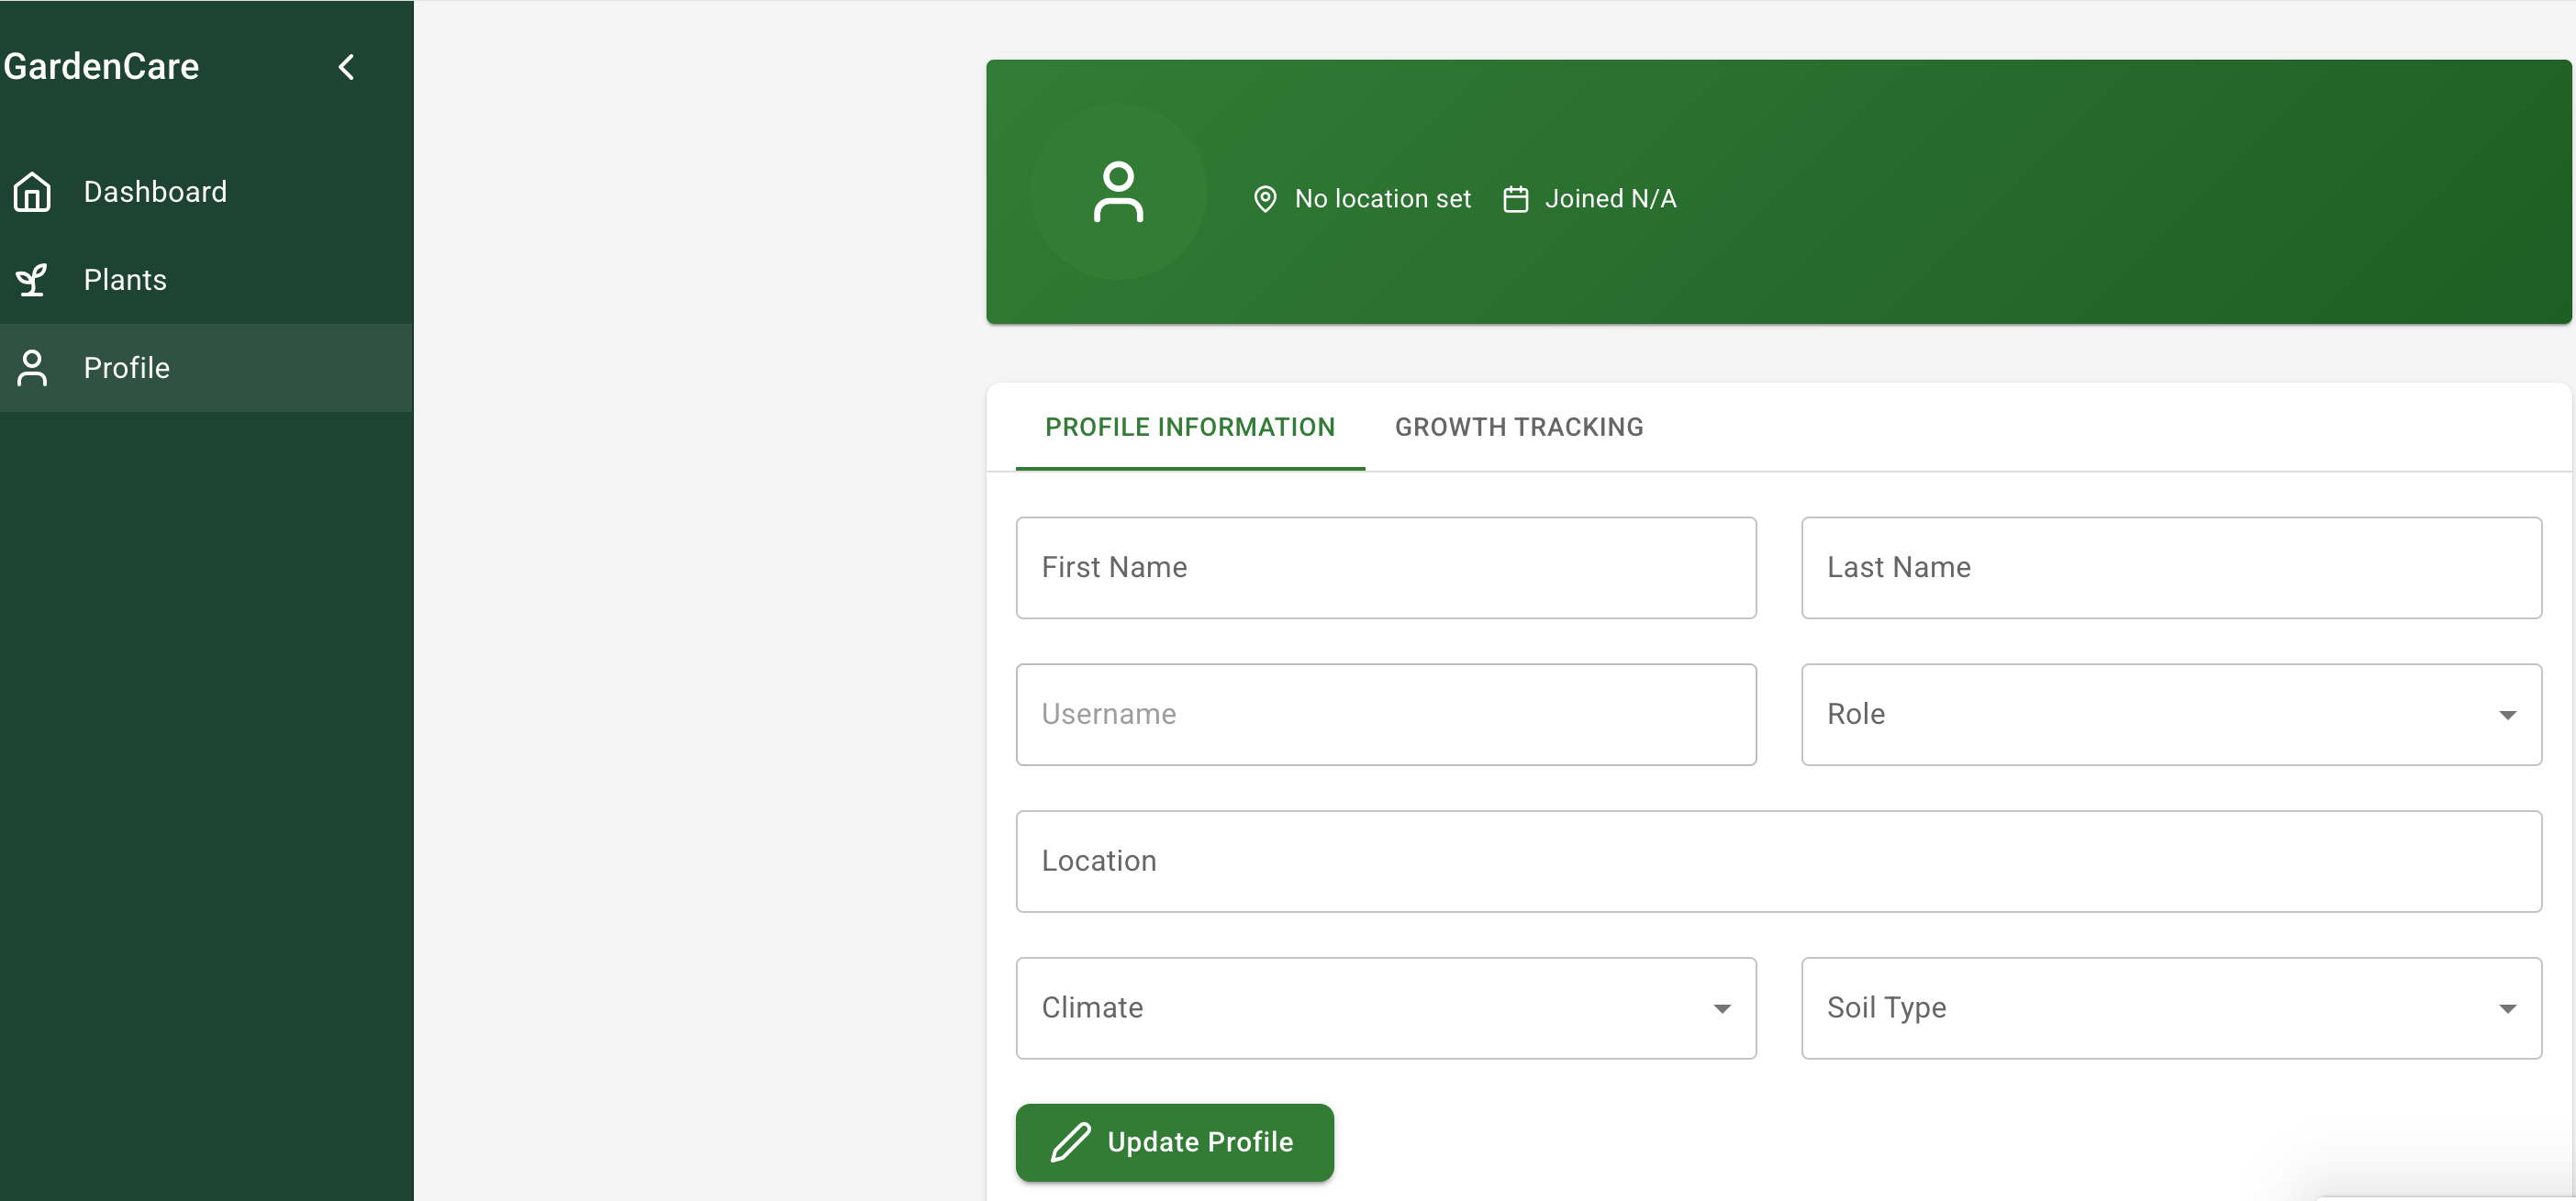 GardenCare
Dashboard
Plants
Profile
No location set Joined N/A
PROFILE INFORMATION GROWTH TRACKING
First Name Last Name
Username Role
Location
Climate Soil Type
Update Profile